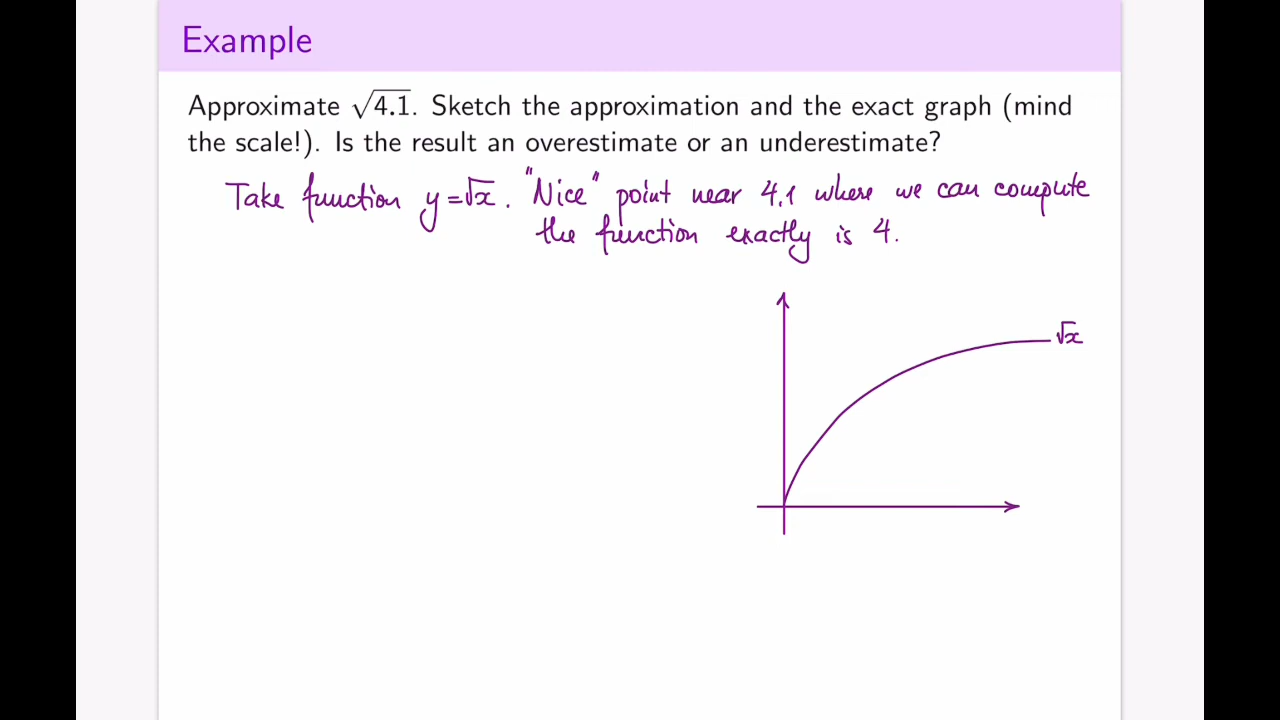 Example
Approximate √4.1. Sketch the approximation and the exact graph (mind
the scale!). Is the result an overestimate or an underestimate?
Take function y=√x. "Nice" point near 4.1 where we can compute
the function exactly is 4.
√x